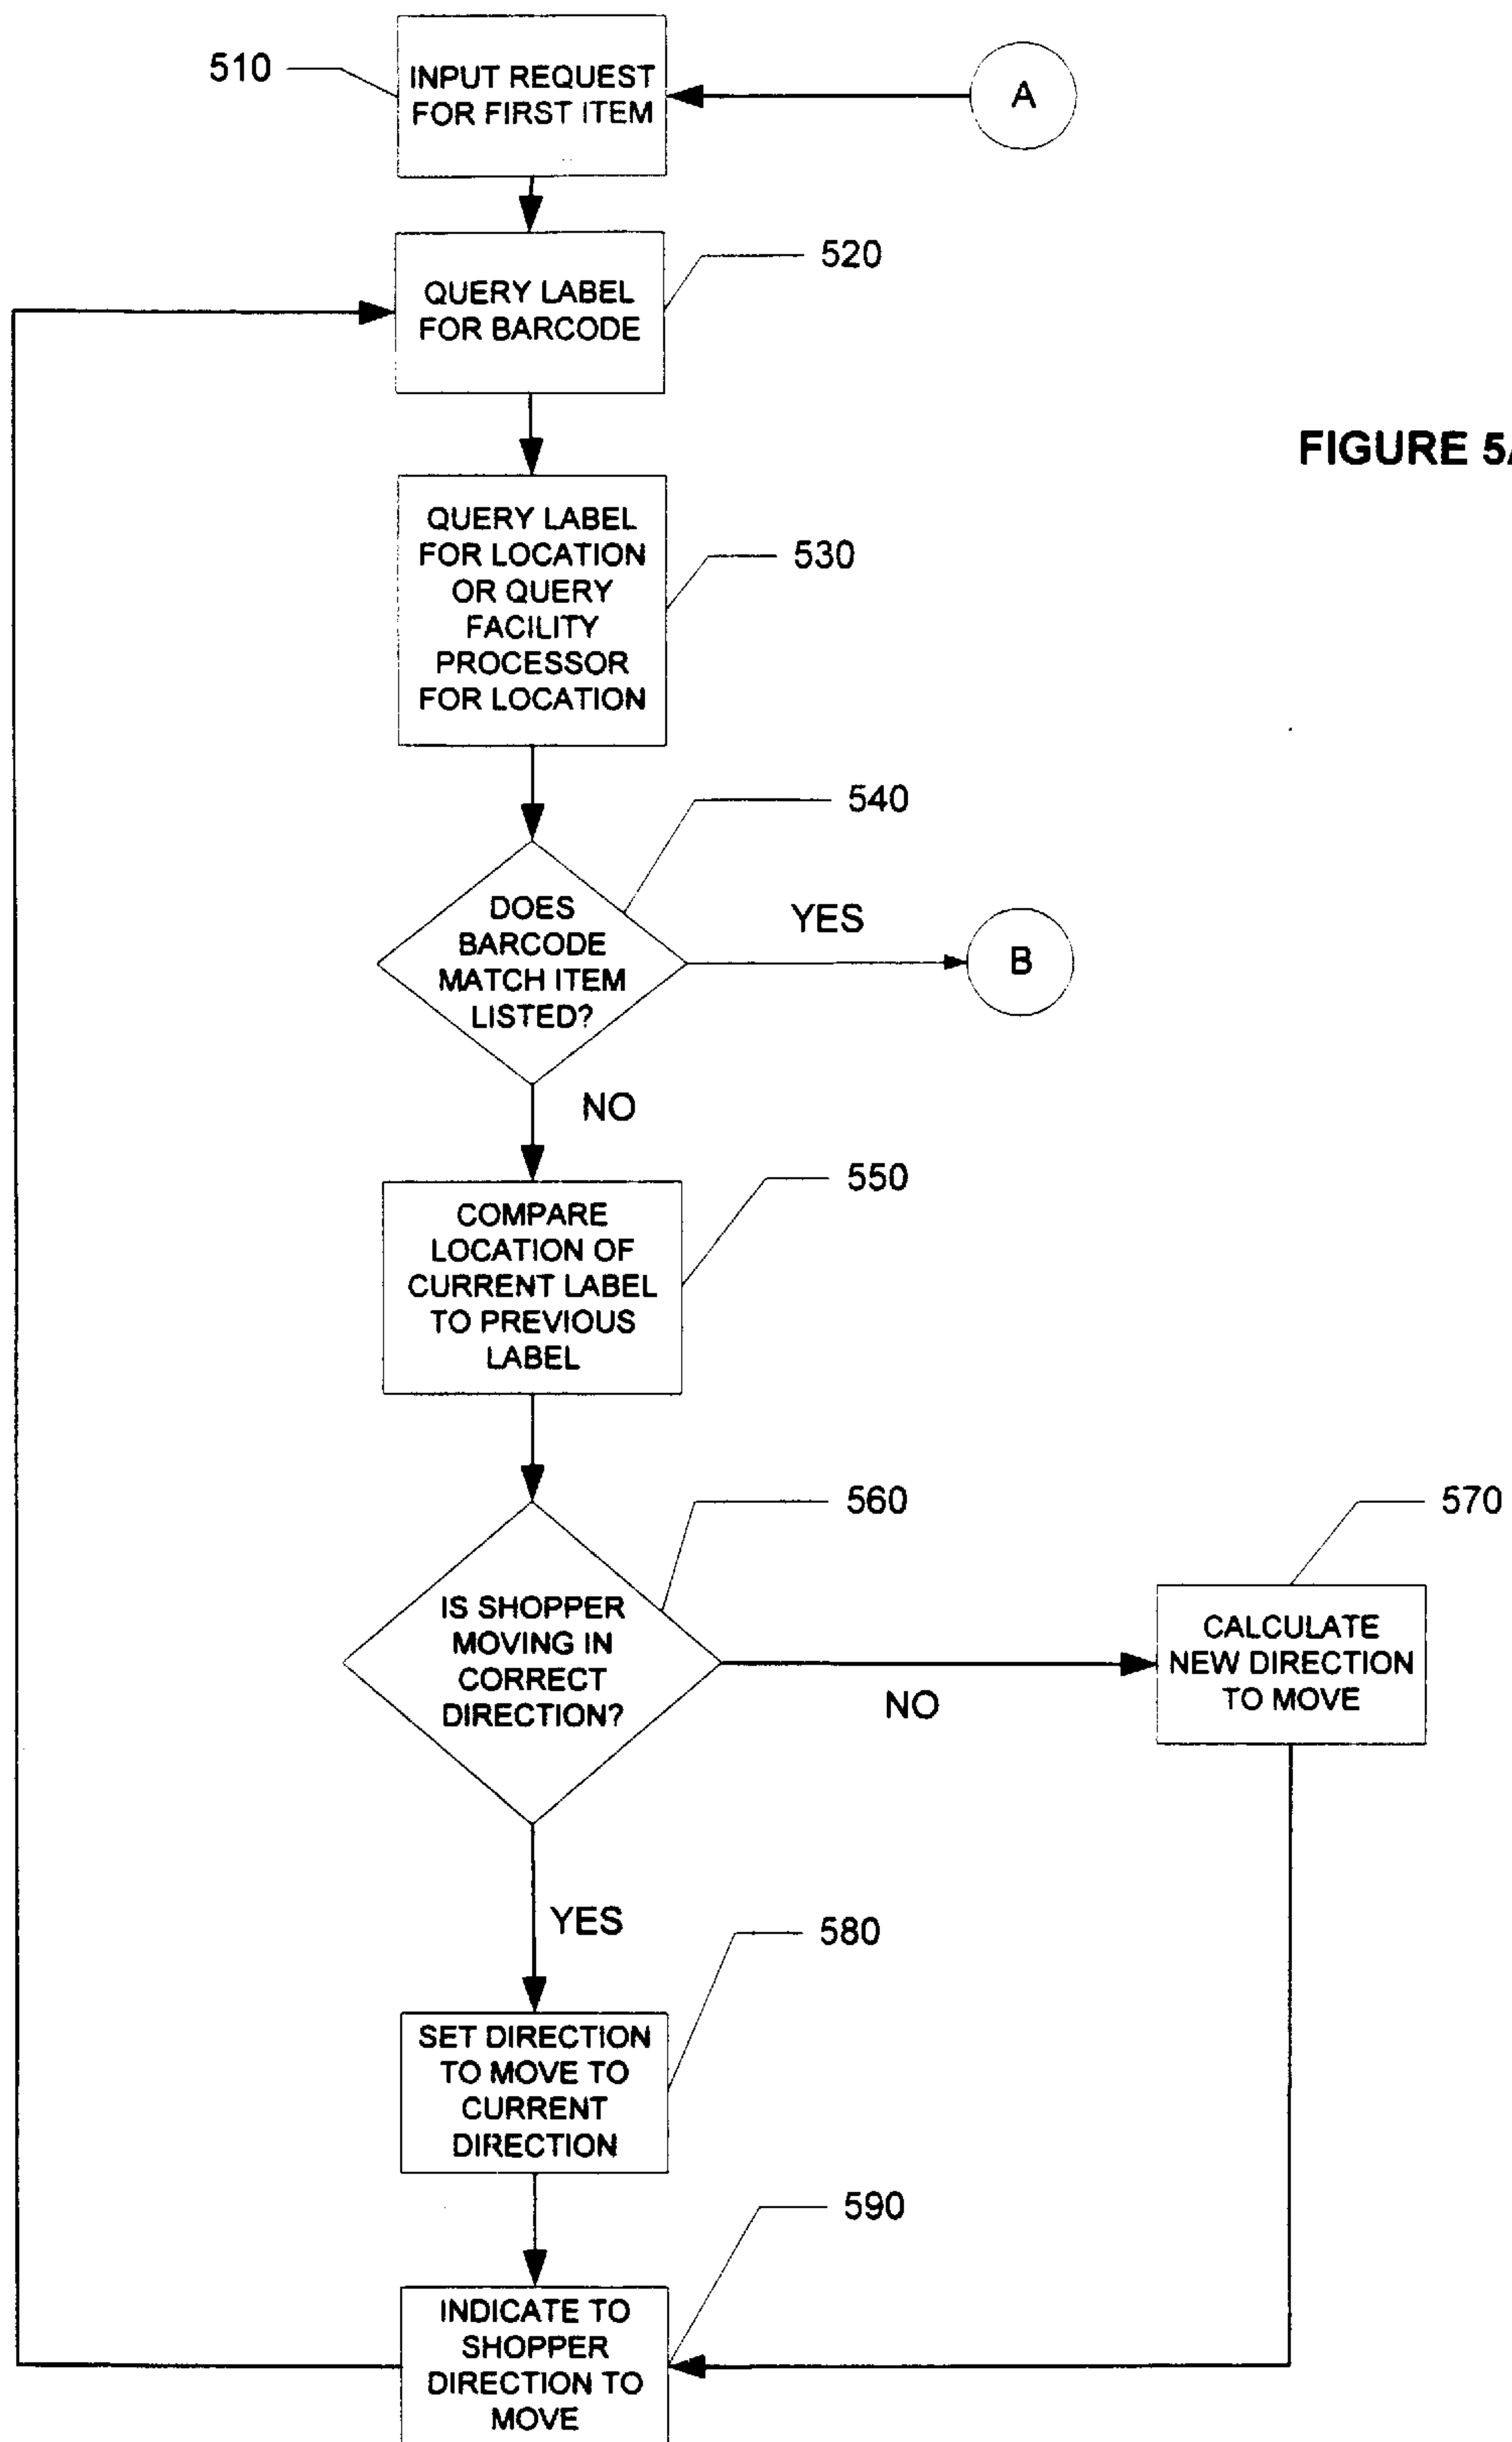 510
INPUT REQUEST
FOR FIRST ITEM
A
520
QUERY LABEL
FOR BARCODE
FIGURE 5A
530
QUERY LABEL
FOR LOCATION
OR QUERY
FACILITY
PROCESSOR
FOR LOCATION
540
DOES
BARCODE
MATCH ITEM
LISTED?
YES
B
NO
550
COMPARE
LOCATION OF
CURRENT LABEL
TO PREVIOUS
LABEL
560
IS SHOPPER
MOVING IN
CORRECT
DIRECTION?
NO
570
CALCULATE
NEW DIRECTION
TO MOVE
YES
580
SET DIRECTION
TO MOVE TO
CURRENT
DIRECTION
590
INDICATE TO
SHOPPER
DIRECTION TO
MOVE